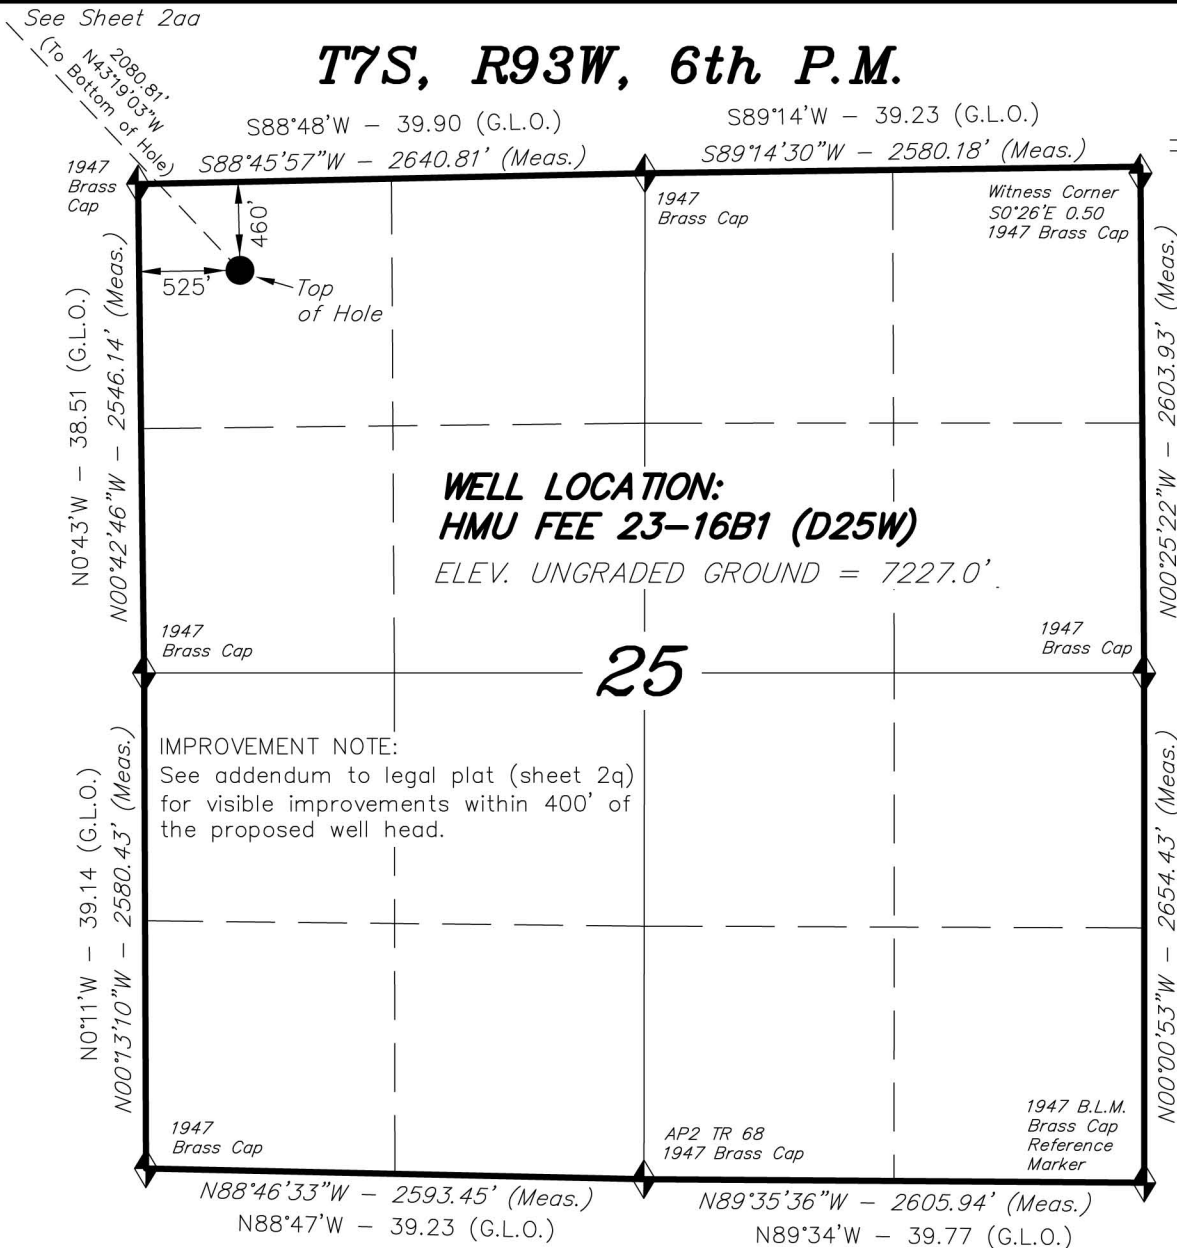 See Sheet 2aa
2080.81'
N43°19'03"W
(To Bottom of Hole)
T7S, R93W, 6th P.M.
S88°48'W – 39.90 (G.L.O.)
S88°45'57"W – 2640.81' (Meas.)
S89°14'W – 39.23 (G.L.O.)
S89°14'30"W – 2580.18' (Meas.)
1947
Brass
Cap
1947
Brass Cap
Witness Corner
S0°26'E 0.50
1947 Brass Cap
460'
525'
Top
of Hole
N0°43'W – 38.51 (G.L.O.)
N00°42'46"W – 2546.14' (Meas.)
N00°25'22"W – 2603.93' (Meas.)
WELL LOCATION:
HMU FEE 23–16B1 (D25W)
ELEV. UNGRADED GROUND = 7227.0'
1947
Brass Cap
1947
Brass Cap
25
IMPROVEMENT NOTE:
See addendum to legal plat (sheet 2q)
for visible improvements within 400' of
the proposed well head.
N0°11'W – 39.14 (G.L.O.)
N00°13'10"W – 2580.43' (Meas.)
N00°00'53"W – 2654.43' (Meas.)
1947
Brass Cap
AP2 TR 68
1947 Brass Cap
1947 B.L.M.
Brass Cap
Reference
Marker
N88°46'33"W – 2593.45' (Meas.)
N88°47'W – 39.23 (G.L.O.)
N89°35'36"W – 2605.94' (Meas.)
N89°34'W – 39.77 (G.L.O.)